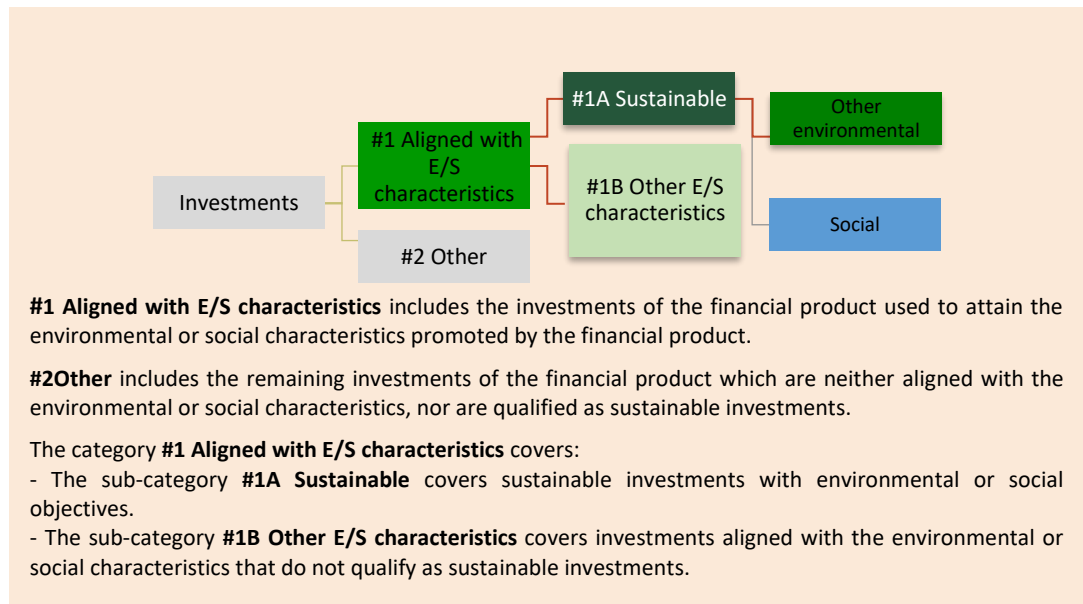 #1A Sustainable
Other
environmental
#1 Aligned with
E/S
characteristics
#1B Other E/S
characteristics
Investments
Social
#2 Other
#1 Aligned with E/S characteristics includes the investments of the financial product used to attain the
environmental or social characteristics promoted by the financial product.
#2Other includes the remaining investments of the financial product which are neither aligned with the
environmental or social characteristics, nor are qualified as sustainable investments.
The category #1 Aligned with E/S characteristics covers:
- The sub-category #1A Sustainable covers sustainable investments with environmental or social
objectives.
- The sub-category #1B Other E/S characteristics covers investments aligned with the environmental or
social characteristics that do not qualify as sustainable investments.